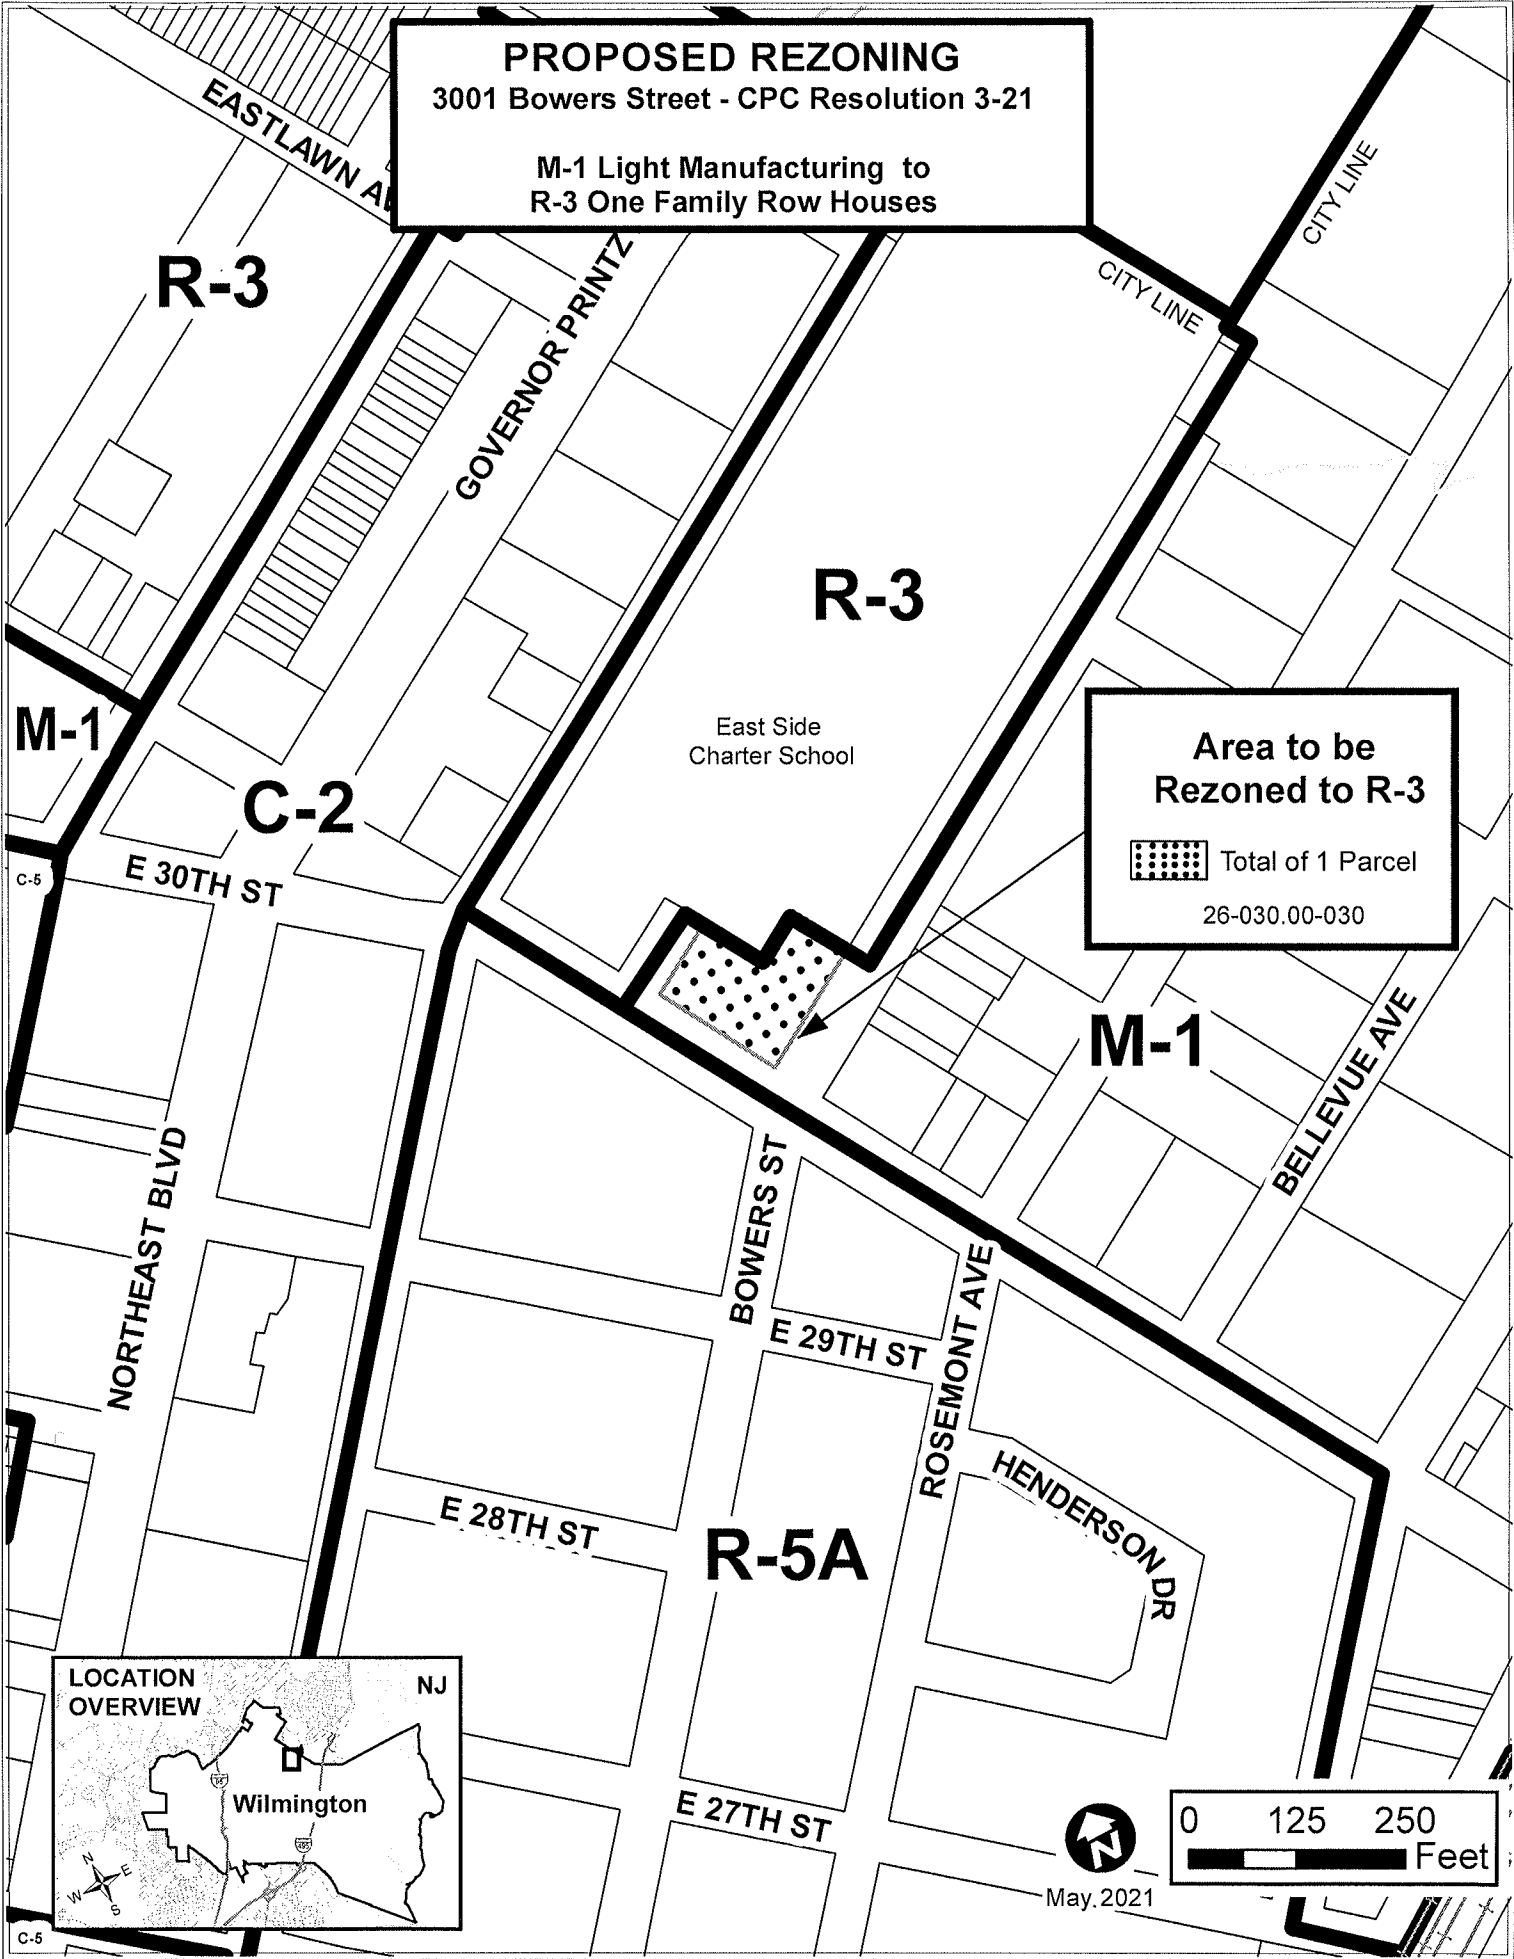 PROPOSED REZONING
3001 Bowers Street - CPC Resolution 3-21
M-1 Light Manufacturing to
R-3 One Family Row Houses
EASTLAWN
CITY LINE
CITY LINE
R-3
GOVERNOR PRINTZ
R-3
M-1
East Side
Charter School
Area to be
Rezoned to R-3
Total of 1 Parcel
26-030.00-030
C-2
E 30TH ST
C-5
M-1
BELLEVUE AVE
NORTHEAST BLVD
BOWERS ST
E 29TH ST
ROSEMONT AVE
HENDERSON DR
E 28TH ST
R-5A
LOCATION
OVERVIEW
NJ
Wilmington
95
495
N
E
W
S
E 27TH ST
N
May, 2021
0 125 250
Feet
C-5